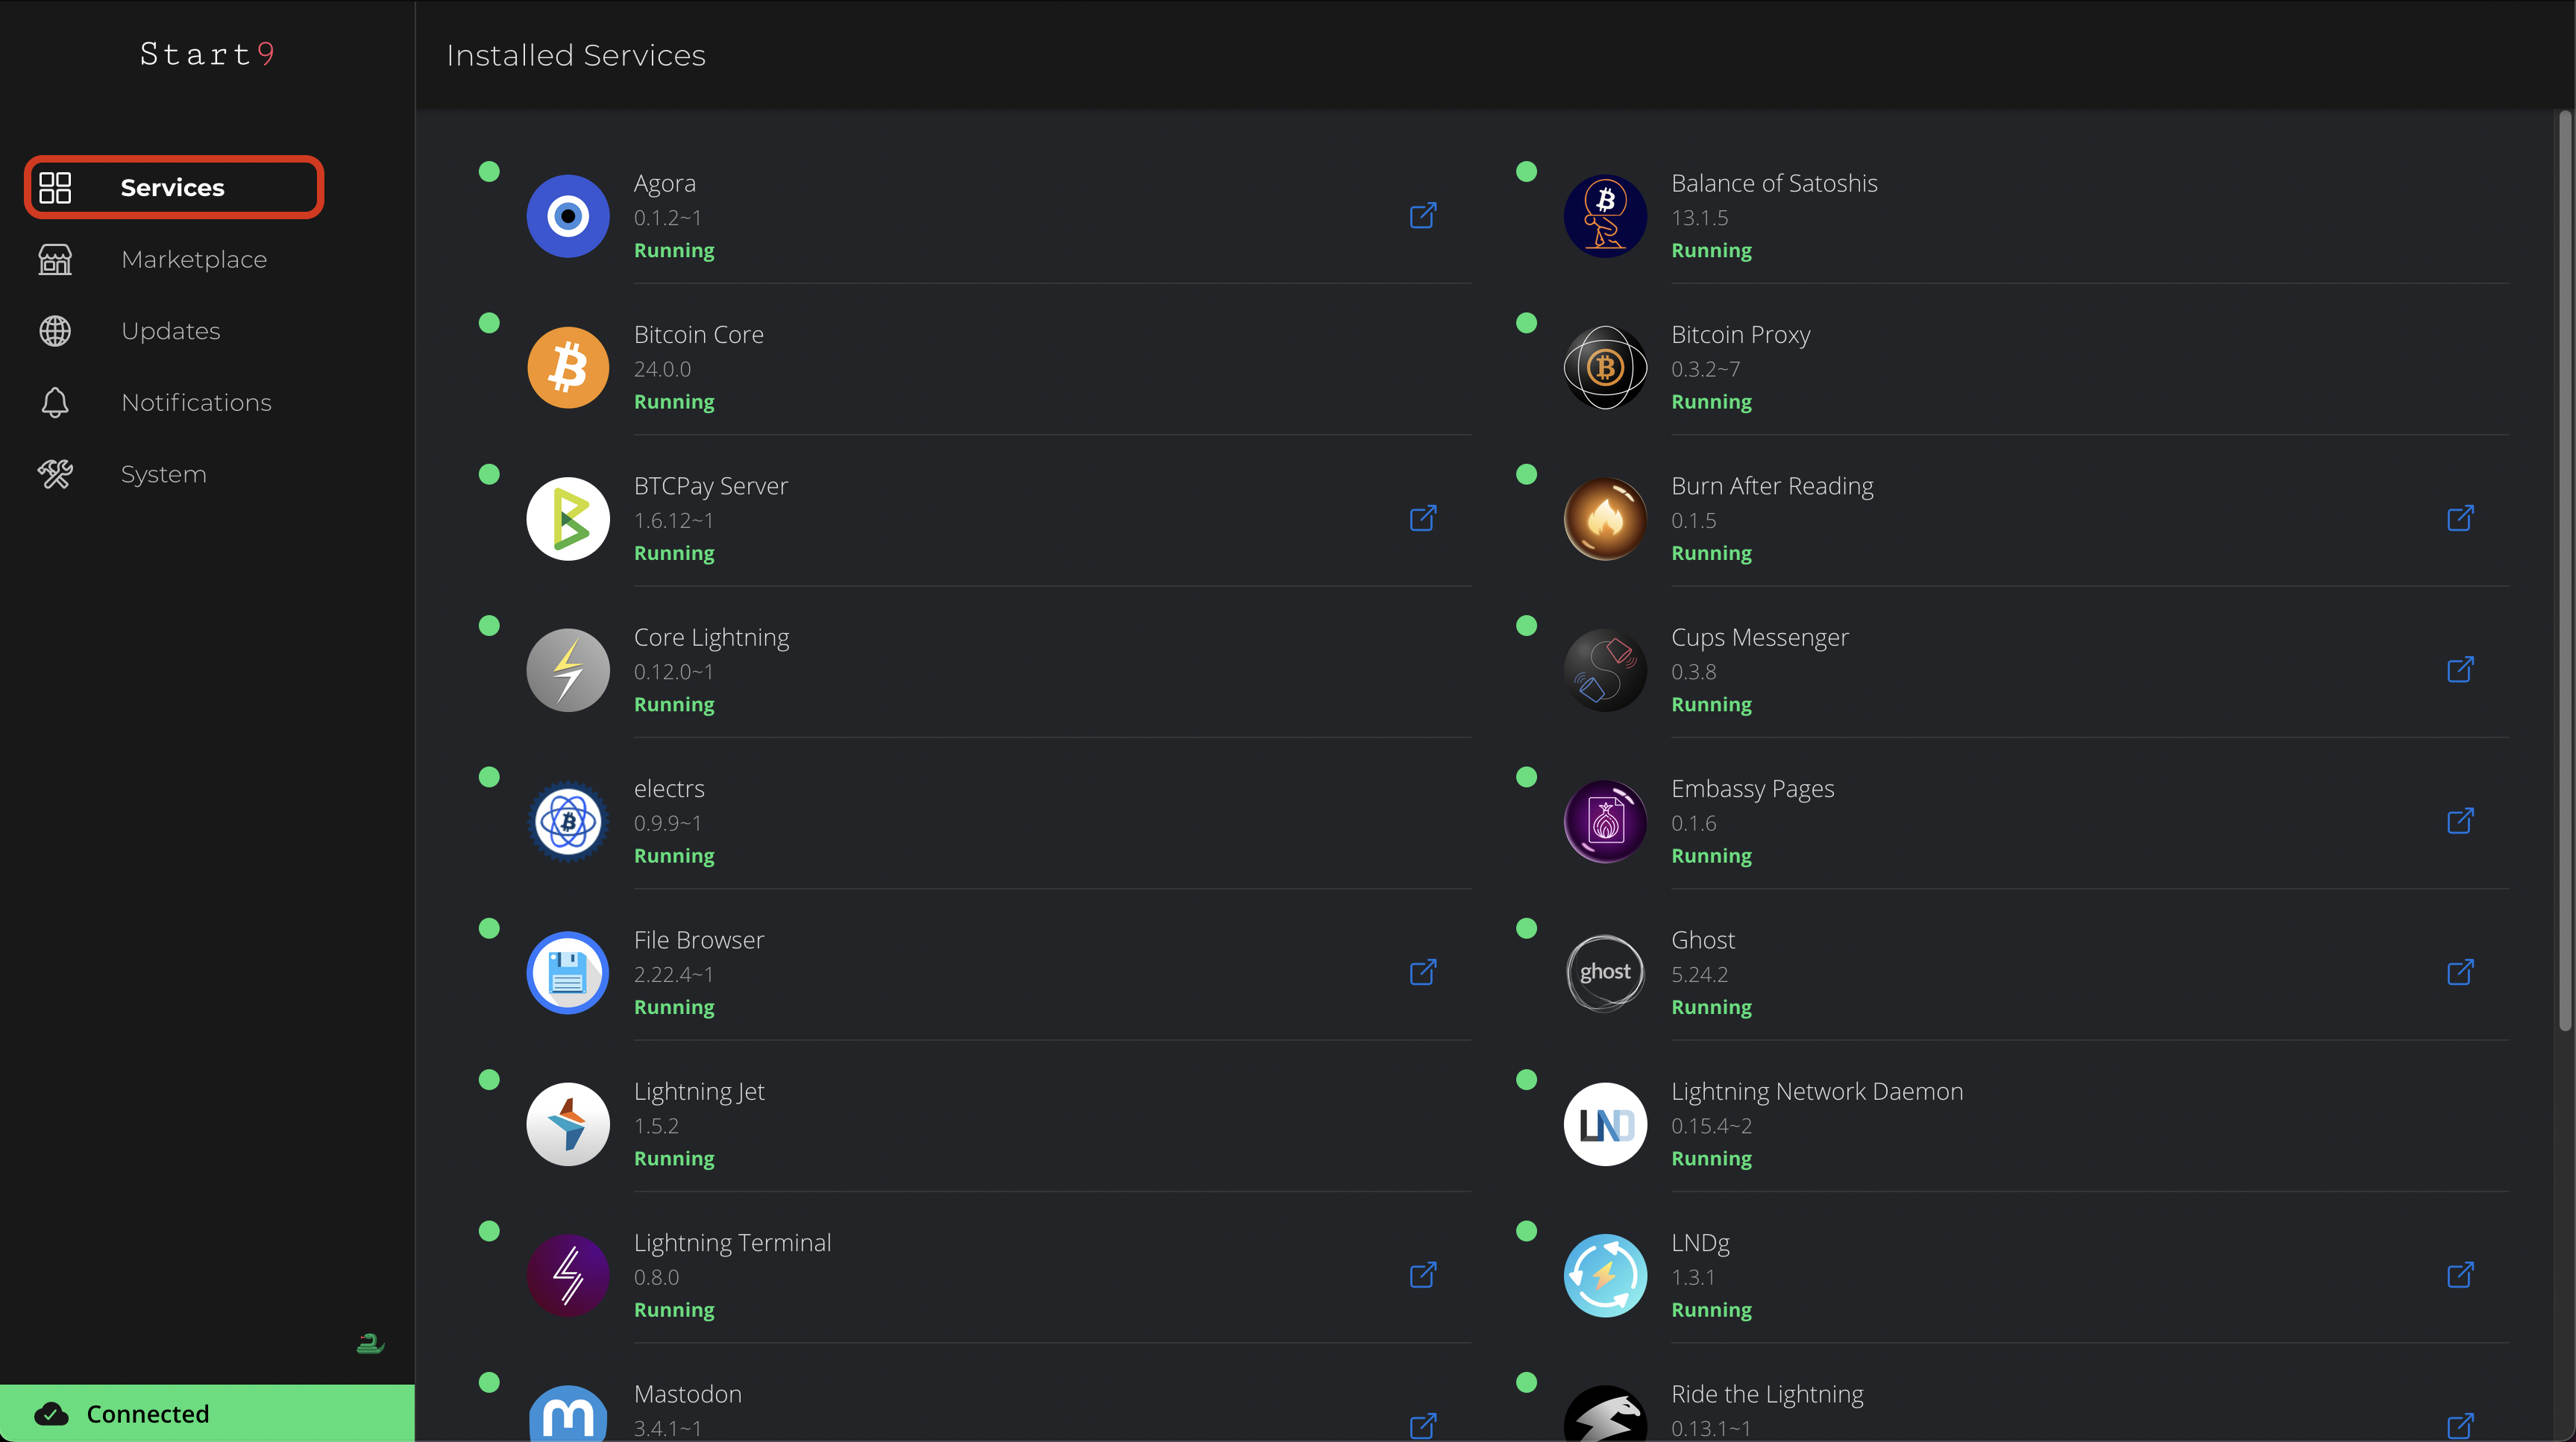 Start9
Installed Services
Services
Marketplace
Updates
Notifications
System
Connected
Agora
0.1.2~1
Running
Balance of Satoshis
13.1.5
Running
Bitcoin Core
24.0.0
Running
Bitcoin Proxy
0.3.2~7
Running
BTCPay Server
1.6.12~1
Running
Burn After Reading
0.1.5
Running
Core Lightning
0.12.0~1
Running
Cups Messenger
0.3.8
Running
electrs
0.9.9~1
Running
Embassy Pages
0.1.6
Running
File Browser
2.22.4~1
Running
ghost
Ghost
5.24.2
Running
Lightning Jet
1.5.2
Running
LND
Lightning Network Daemon
0.15.4~2
Running
Lightning Terminal
0.8.0
Running
LNDg
1.3.1
Running
m
Mastodon
3.4.1~1
Ride the Lightning
0.13.1~1